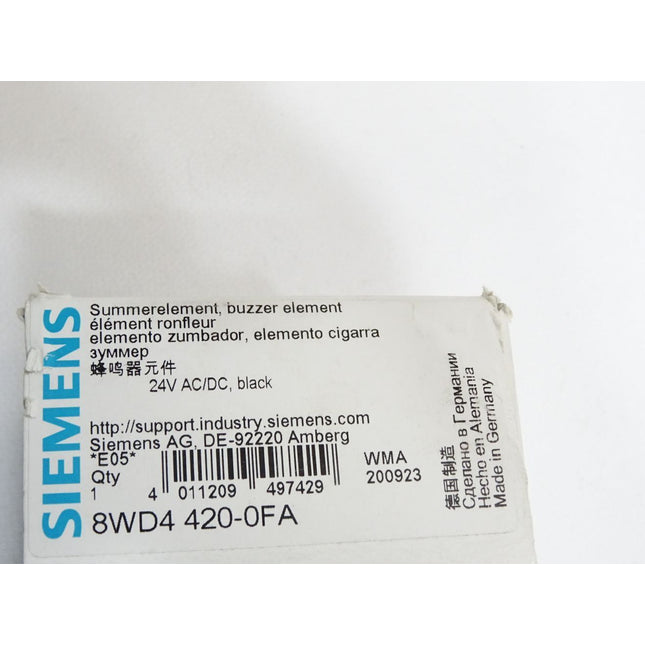 SIEMENS
Summerelement, buzzer element
élément ronfleur
elemento zumbador, elemento cigarra
зуммер
蜂鸣器元件
24V AC/DC, black
http://support.industry.siemens.com
Siemens AG, DE-92220 Amberg
*E05*
Qty
1
4 011209 497429
WMA
200923
8WD4 420-0FA
德国制造
Сделано в Германии
Hecho en Alemania
Made in Germany